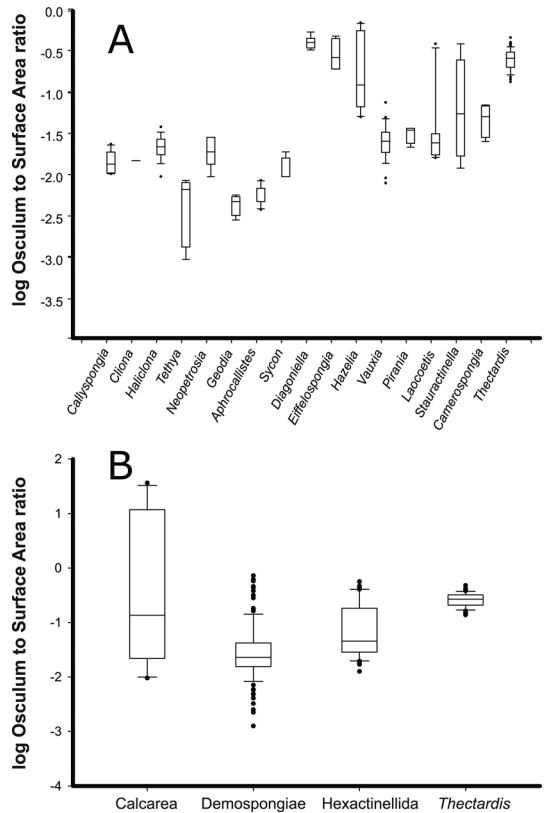 A
log Osculum to Surface Area ratio
0.0
-0.5
-1.0
-1.5
-2.0
-2.5
-3.0
-3.5
Callyspongia
Cliona
Haliclona
Tethya
Neopetrosia
Geodia
Aphrocallistes
Sycon
Diagoniella
Eiffelospongia
Hazelia
Vauxia
Pirania
Laocoetis
Stauractinella
Camerospongia
Thectardis
B
log Osculum to Surface Area ratio
2
1
0
-1
-2
-3
-4
Calcarea
Demospongiae
Hexactinellida
Thectardis